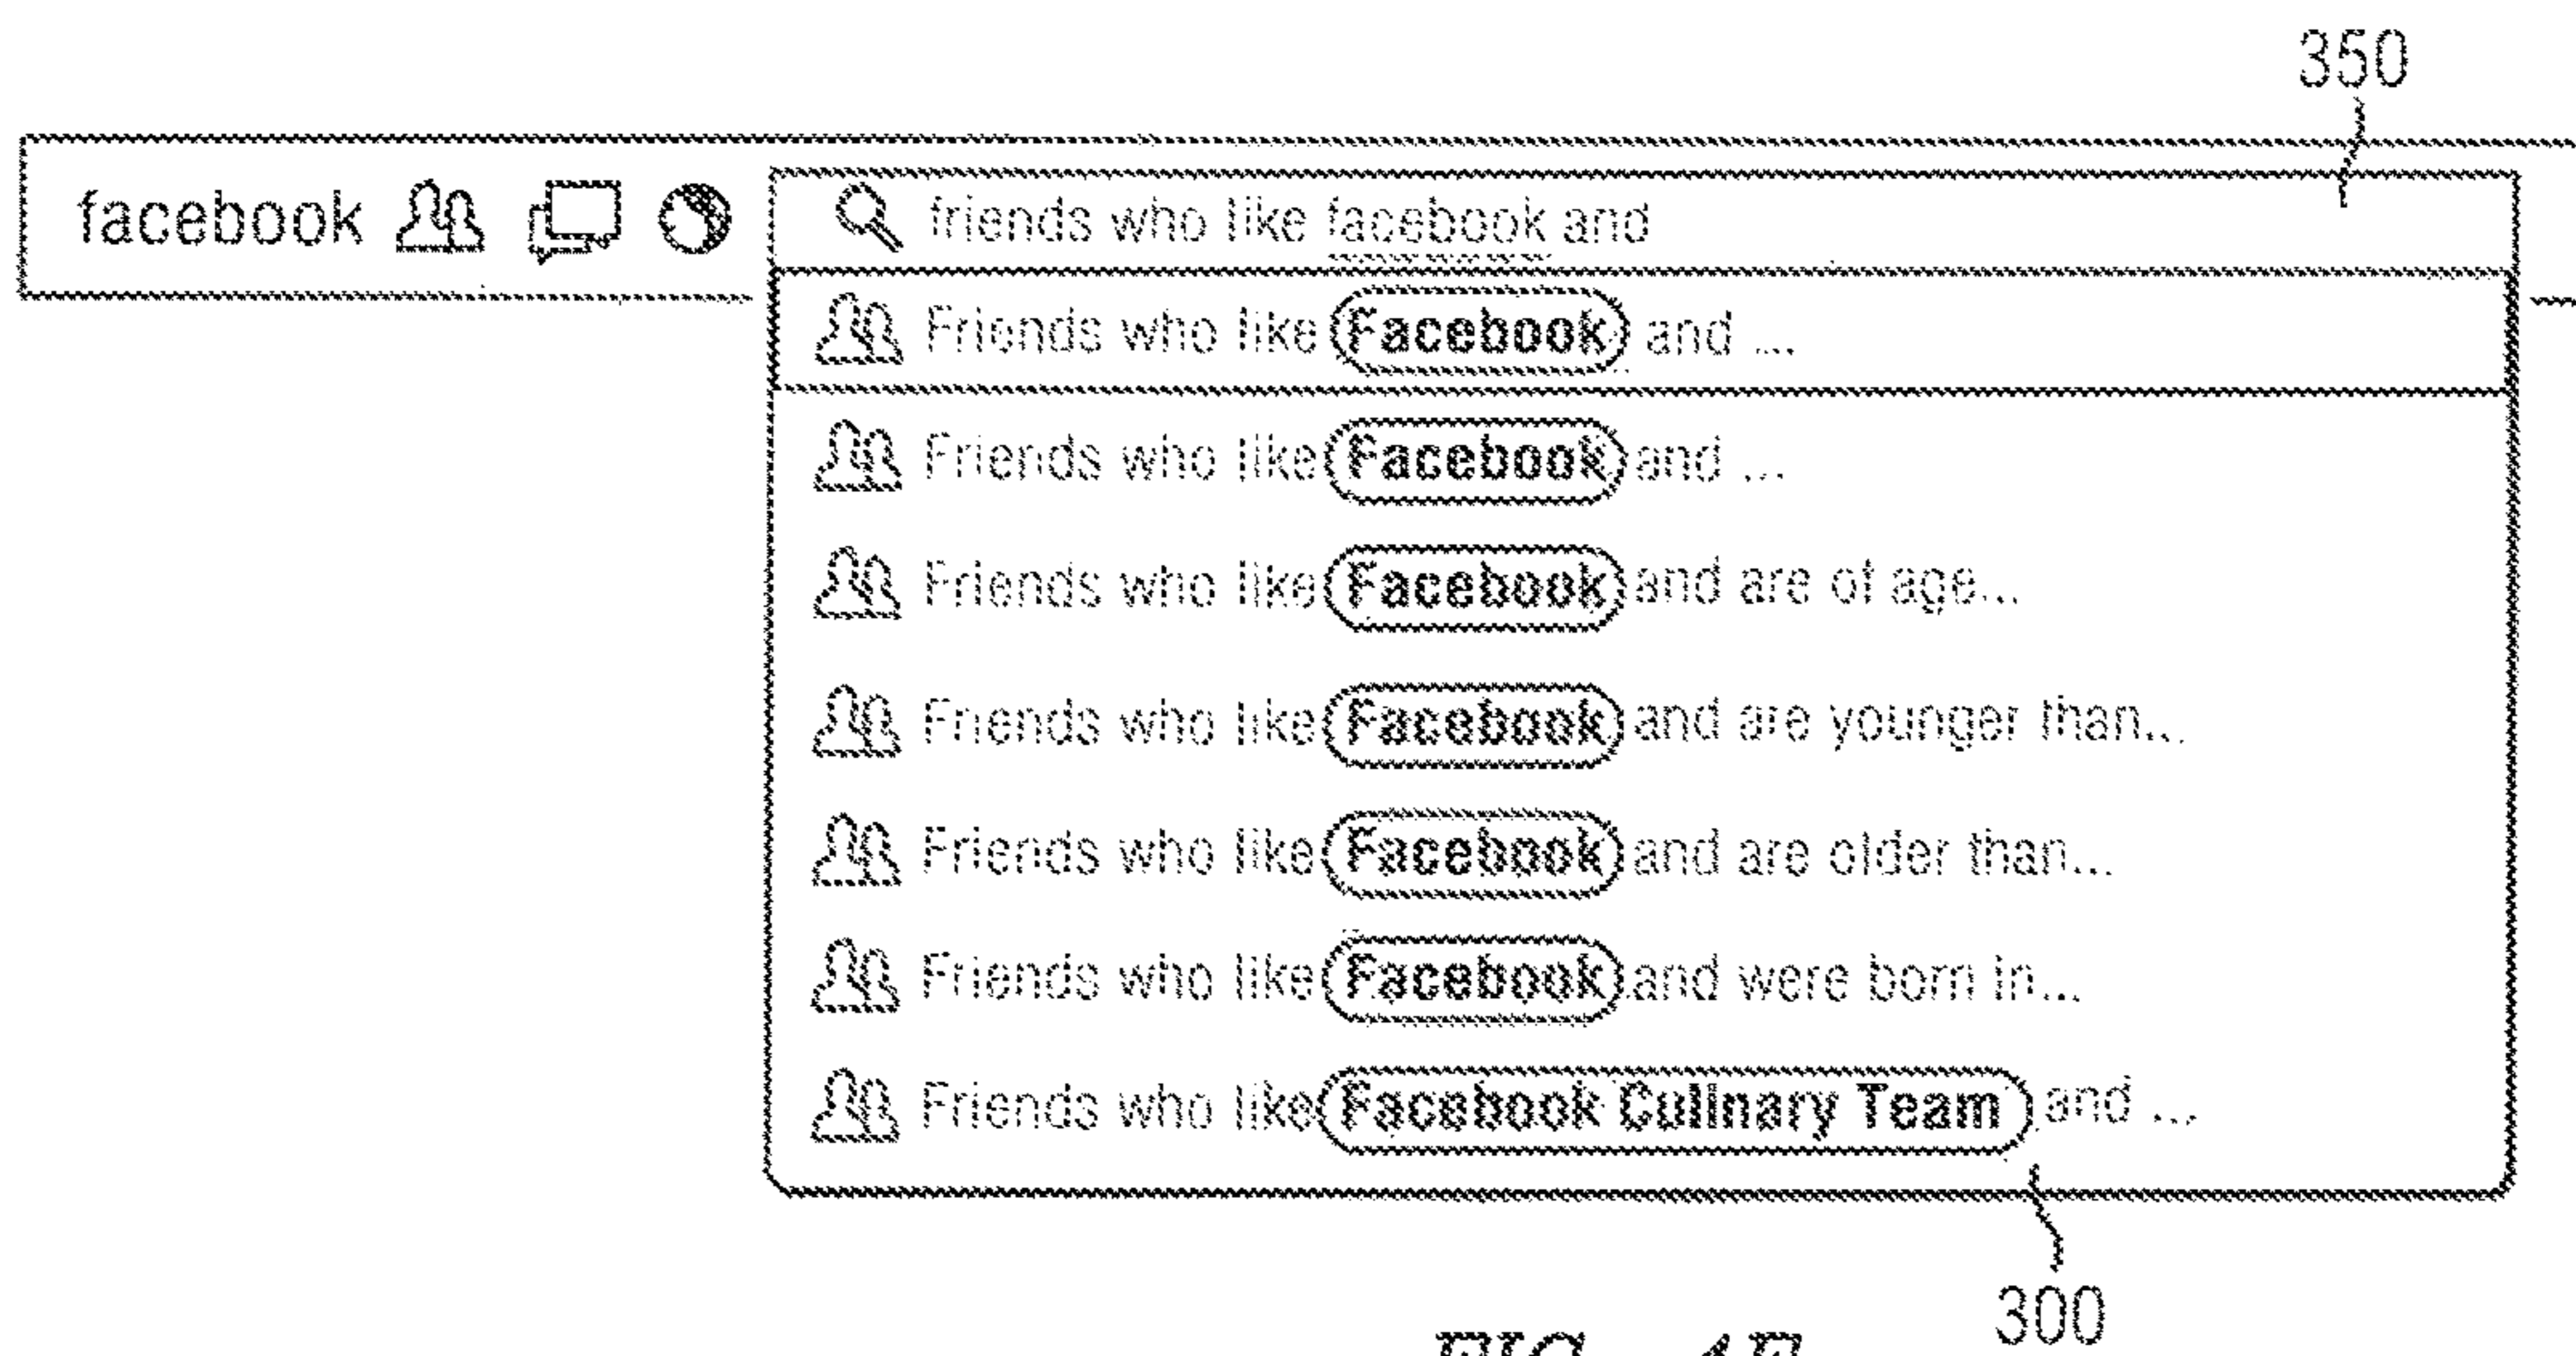 350
facebook friends who like facebook and
Friends who like Facebook and ...
Friends who like Facebook and ...
Friends who like Facebook and are of age...
Friends who like Facebook and are younger than...
Friends who like Facebook and are older than...
Friends who like Facebook and were born in...
Friends who like Facebook Culinary Team and ...
300
FIG.